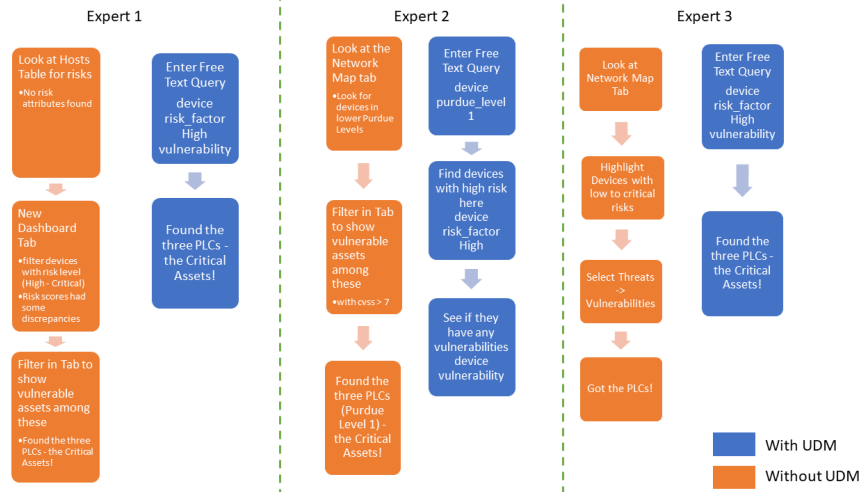 Expert 1
Look at Hosts
Table for risks
•No risk
attributes found
New
Dashboard
Tab
•filter devices
with risk level
(High - Critical)
•Risk scores had
some
discrepancies
Filter in Tab to
show
vulnerable
assets among
these
•Found the three
PLCs - the Critical
Assets!
Enter Free
Text Query
device
risk_factor
High
vulnerability
Found the
three PLCs -
the Critical
Assets!
Expert 2
Look at the
Network
Map tab
•Look for
devices in
lower Purdue
Levels
Filter in Tab
to show
vulnerable
assets
among
these
•with cvss > 7
Found the
three PLCs
(Purdue
Level 1) -
the Critical
Assets!
Enter Free
Text Query
device
purdue_level
1
Find devices
with high risk
here
device
risk_factor
High
See if they
have any
vulnerabilities
device
vulnerability
Expert 3
Look at
Network Map
Tab
Highlight
Devices with
low to critical
risks
Select Threats
->
Vulnerabilities
Got the PLCs!
Enter Free
Text Query
device
risk_factor
High
vulnerability
Found the
three PLCs -
the Critical
Assets!
With UDM
Without UDM